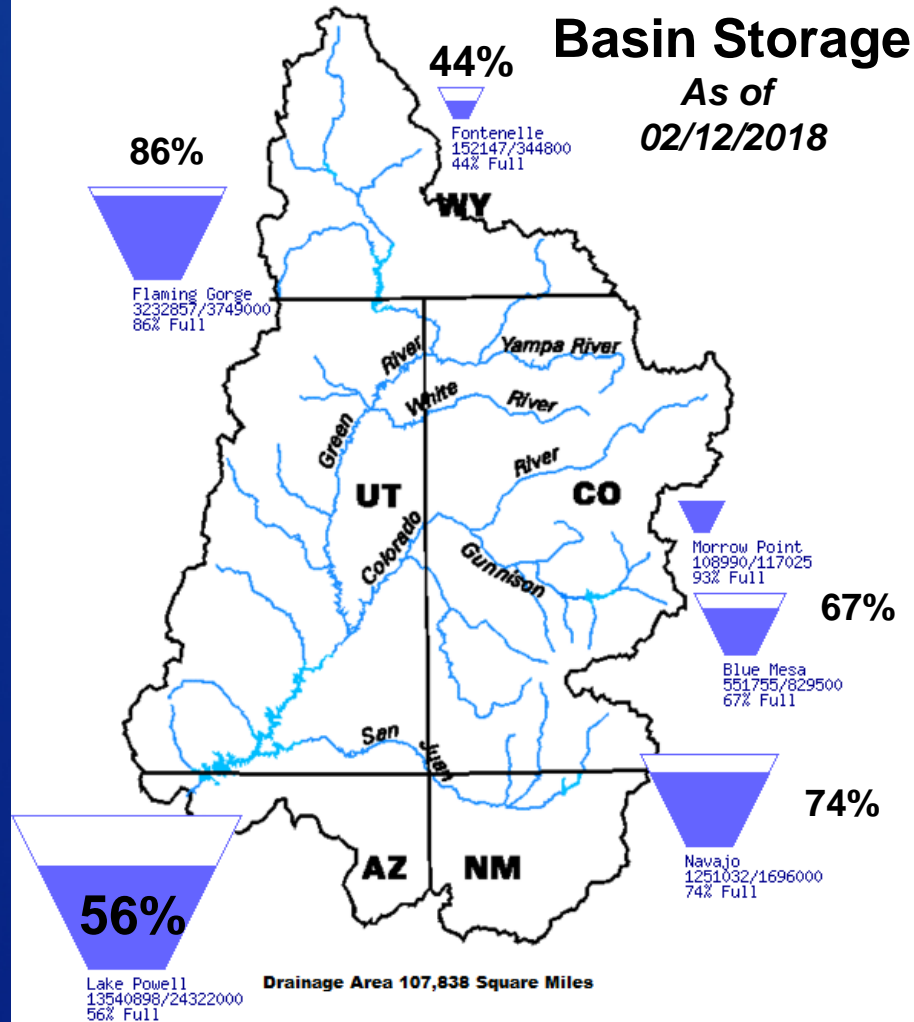 Basin Storage
As of
02/12/2018
44%
Fontenelle
152147/344800
44% Full
86%
Flaming Gorge
3232857/3749000
86% Full
WY
Yampa River
River
White
River
Green
River
UT
CO
Colorado
Gunnison
Morrow Point
108990/117025
93% Full
67%
Blue Mesa
551755/829500
67% Full
San
Juan
74%
Navajo
1251032/1696000
74% Full
AZ
NM
56%
Lake Powell
13540898/24322000
56% Full
Drainage Area 107,838 Square Miles